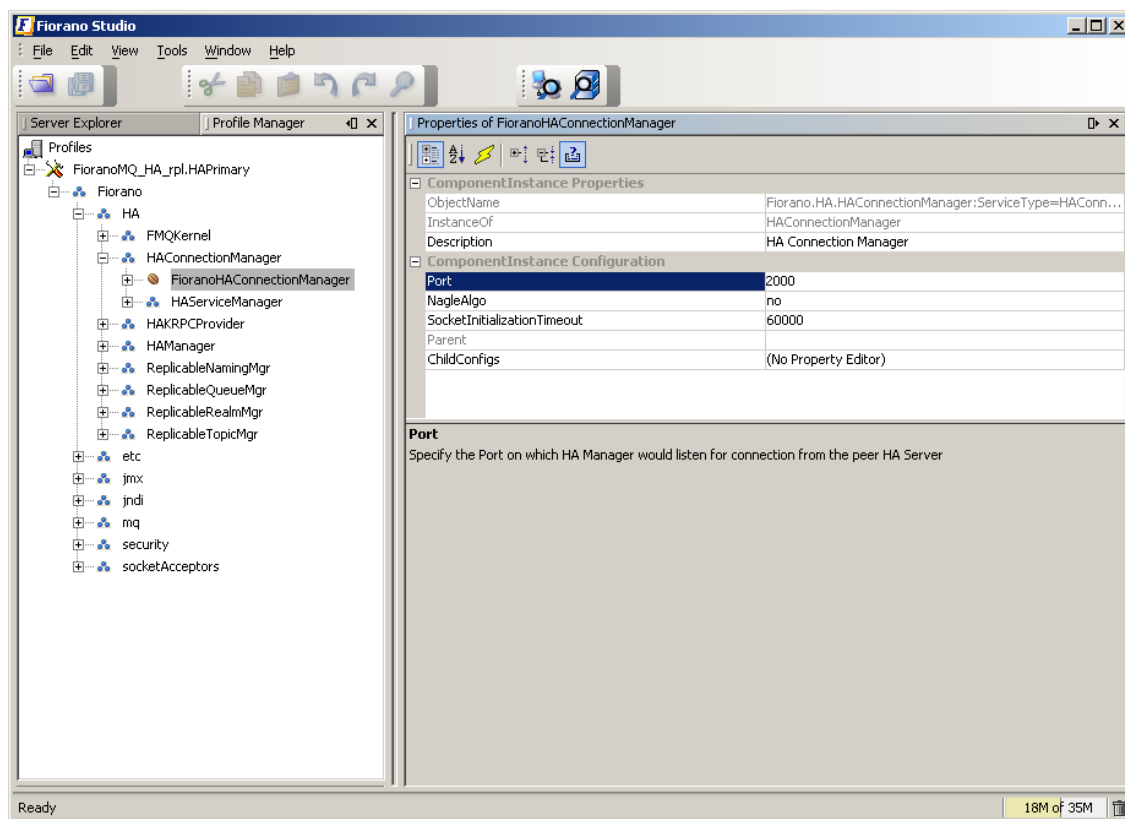 Fiorano Studio
File Edit View Tools Window Help
Server Explorer
Profile Manager
Profiles
FioranoMQ_HA_rpl.HAPrimary
Fiorano
HA
FMQKernel
HAConnectionManager
FioranoHAConnectionManager
HAServiceManager
HAKRPCProvider
HAManager
ReplicableNamingMgr
ReplicableQueueMgr
ReplicableRealmMgr
ReplicableTopicMgr
etc
jmx
jndi
mq
security
socketAcceptors
Properties of FioranoHAConnectionManager
ComponentInstance Properties
ObjectName Fiorano.HA.HAConnectionManager:ServiceType=HAConn...
InstanceOf HAConnectionManager
Description HA Connection Manager
ComponentInstance Configuration
Port 2000
NagleAlgo no
SocketInitializationTimeout 60000
Parent
ChildConfigs (No Property Editor)
Port
Specify the Port on which HA Manager would listen for connection from the peer HA Server
Ready
18M of 35M